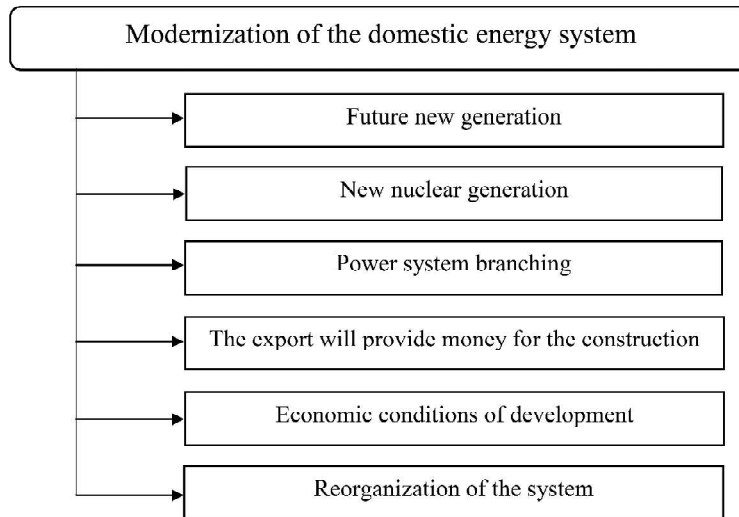 Modernization of the domestic energy system
Future new generation
New nuclear generation
Power system branching
The export will provide money for the construction
Economic conditions of development
Reorganization of the system